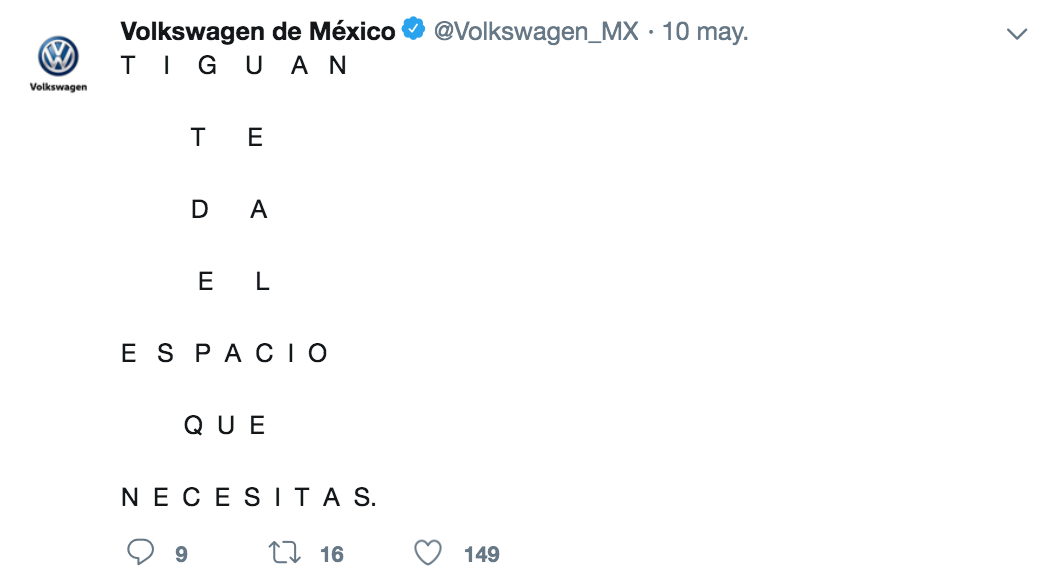 Volkswagen de México @Volkswagen_MX · 10 may.
Volkswagen
T I G U A N
T E
D A
E L
E S P A C I O
Q U E
N E C E S I T A S.
9 16 149